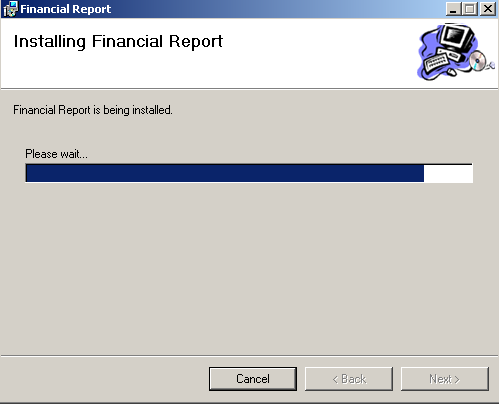 Financial Report
Installing Financial Report
Financial Report is being installed.
Please wait...
Cancel
< Back
Next >